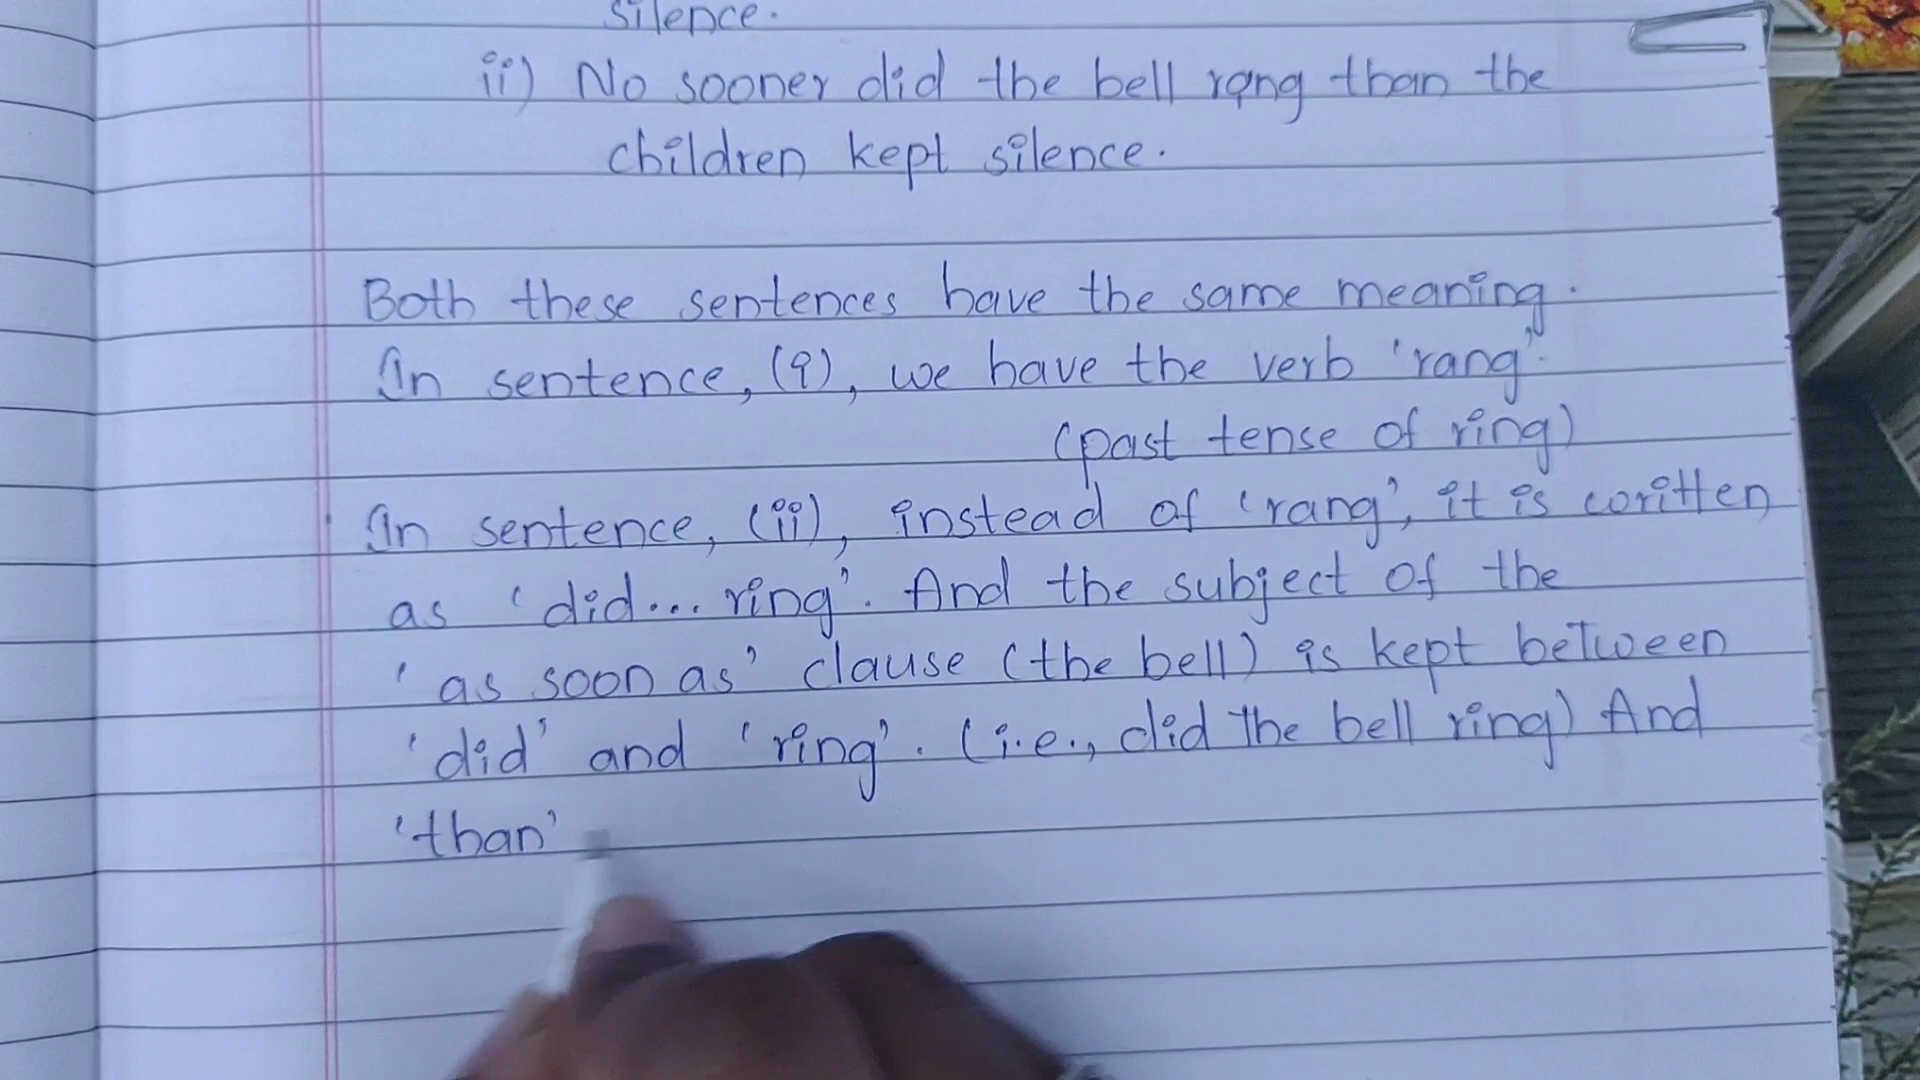 silence.
ii) No sooner did the bell rang than the
children kept silence.
Both these sentences have the same meaning.
In sentence, (i), we have the verb 'rang'.
(past tense of ring)
In sentence, (ii), instead of 'rang', it is written
as 'did... ring'. And the subject of the
'as soon as' clause (the bell) is kept between
'did' and 'ring'. (i.e., did the bell ring) And
'than'